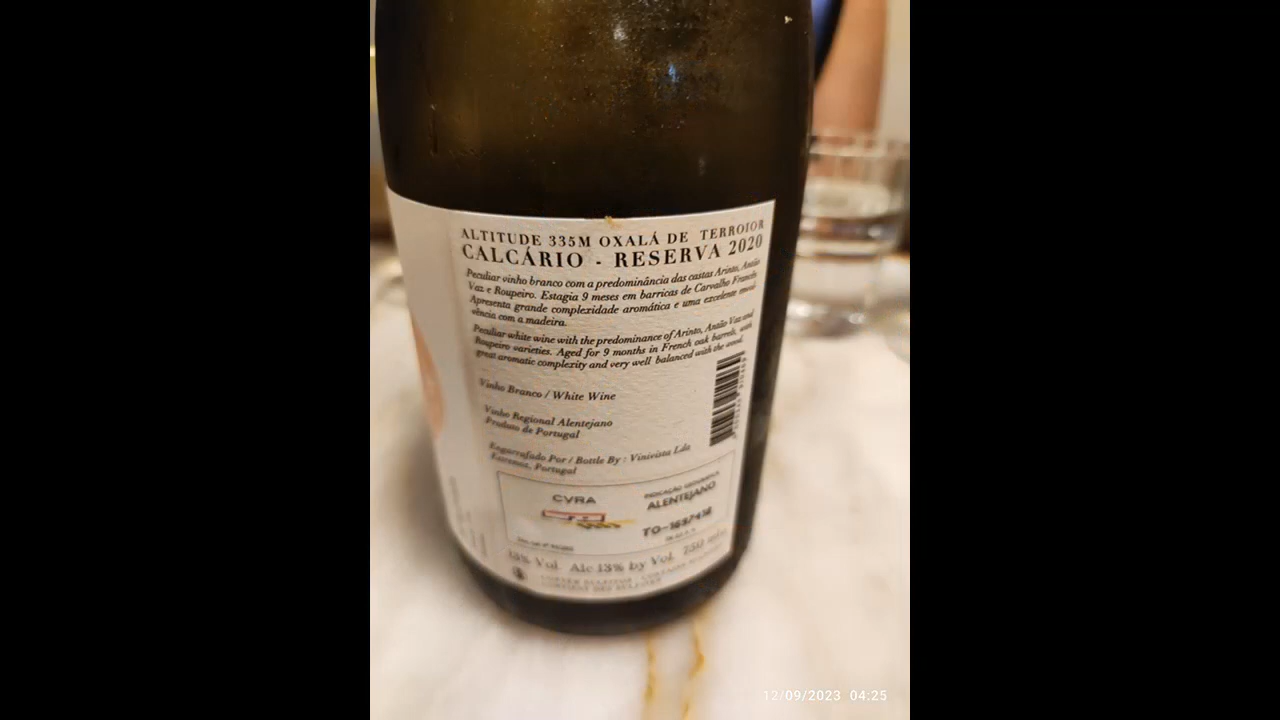 ALTITUDE 335M OXALÁ DE TERROIOR
CALCÁRIO - RESERVA 2020
Peculiar vinho branco com a predominância das castas Arinto, Antão
Vaz e Roupeiro. Estagia 9 meses em barricas de Carvalho Francês
Apresenta grande complexidade aromática e uma excelente
vência com a madeira.
Peculiar white wine with the predominance of Arinto, Antão Vaz and
Roupeiro varieties. Aged for 9 months in French oak barrels, with
great aromatic complexity and very well balanced with the wood.
Vinho Branco / White Wine
Vinho Regional Alentejano
Produto de Portugal
Engarrafado Por / Bottle By : Vinivista Lda
Estremoz, Portugal
CVRA
INDICAÇÃO GEOGRÁFICA
ALENTEJANO
13% Vol Alc 13% by Vol. 750
12/09/2023 04:25